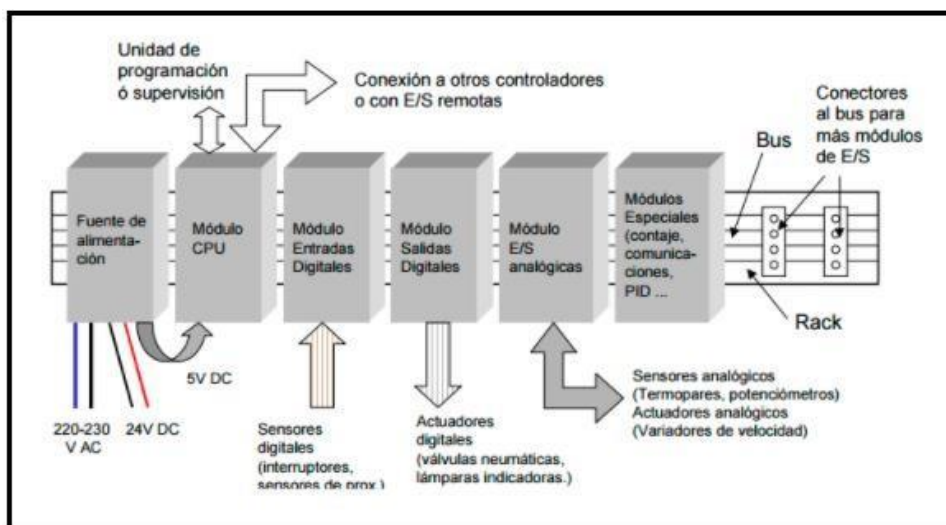 Unidad de
programación
ó supervisión
Conexión a otros controladores
o con E/S remotas
Conectores
al bus para
más módulos
de E/S
Bus
Fuente de
alimenta-
ción
Módulo
CPU
Módulo
Entradas
Digitales
Módulo
Salidas
Digitales
Módulo
E/S
analógicas
Módulos
Especiales
(contaje,
comunica-
ciones,
PID ...
Rack
5V DC
220-230
V AC
24V DC
Sensores
digitales
(interruptores,
sensores de prox.)
Actuadores
digitales
(válvulas neumáticas,
lámparas indicadoras.)
Sensores analógicos
(Termopares, potenciómetros)
Actuadores analógicos
(Variadores de velocidad)